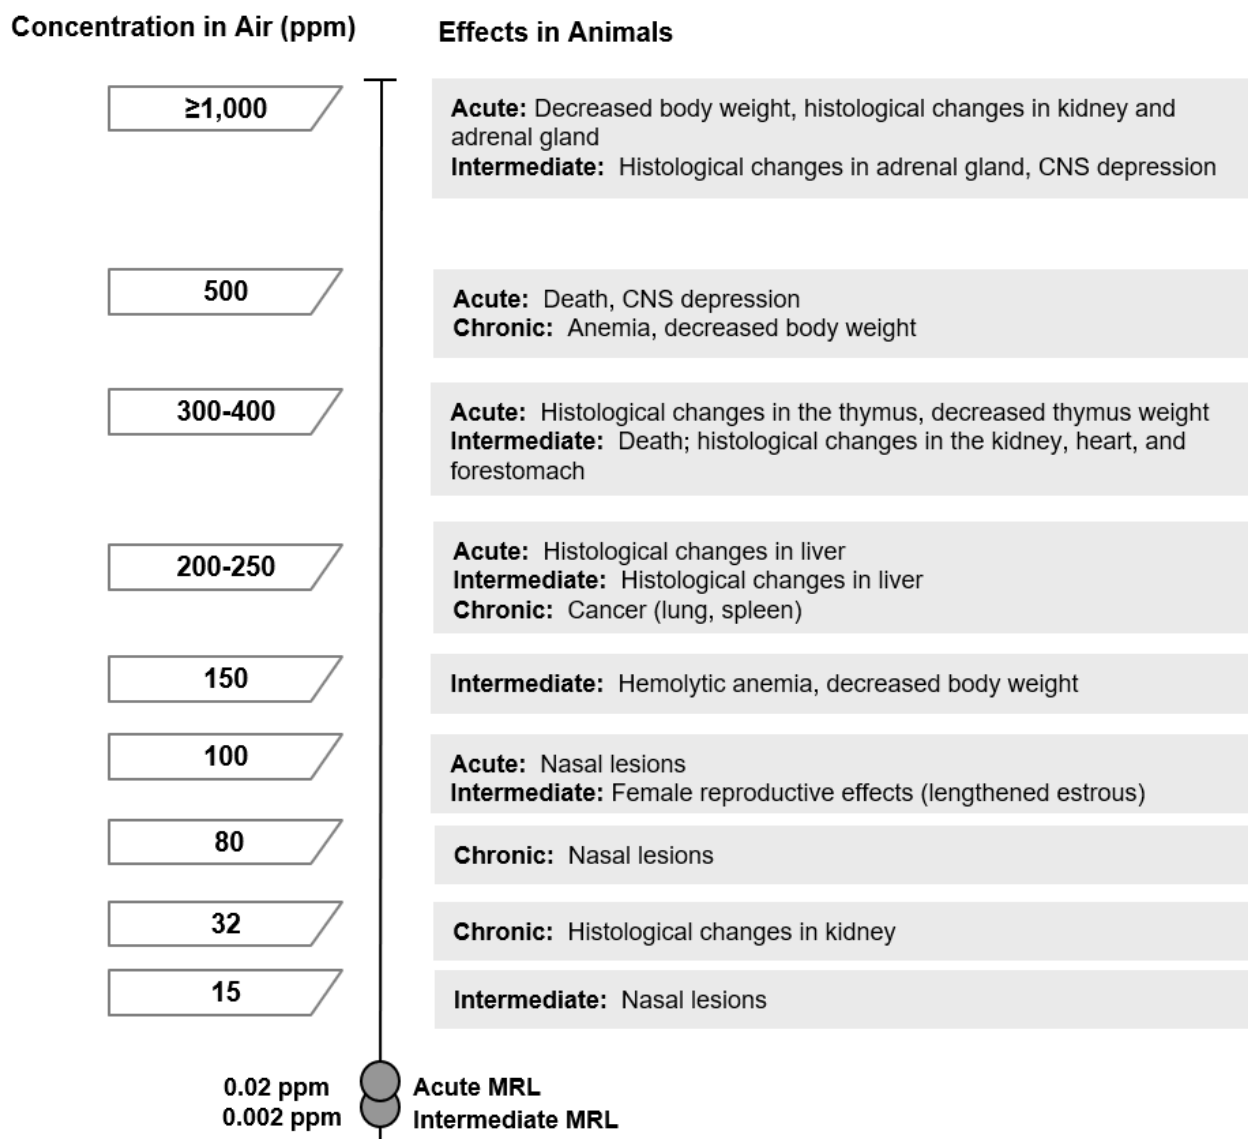 Concentration in Air (ppm)
Effects in Animals
≥1,000
Acute: Decreased body weight, histological changes in kidney and
adrenal gland
Intermediate: Histological changes in adrenal gland, CNS depression
500
Acute: Death, CNS depression
Chronic: Anemia, decreased body weight
300-400
Acute: Histological changes in the thymus, decreased thymus weight
Intermediate: Death; histological changes in the kidney, heart, and
forestomach
200-250
Acute: Histological changes in liver
Intermediate: Histological changes in liver
Chronic: Cancer (lung, spleen)
150
Intermediate: Hemolytic anemia, decreased body weight
100
Acute: Nasal lesions
Intermediate: Female reproductive effects (lengthened estrous)
80
Chronic: Nasal lesions
32
Chronic: Histological changes in kidney
15
Intermediate: Nasal lesions
0.02 ppm Acute MRL
0.002 ppm Intermediate MRL